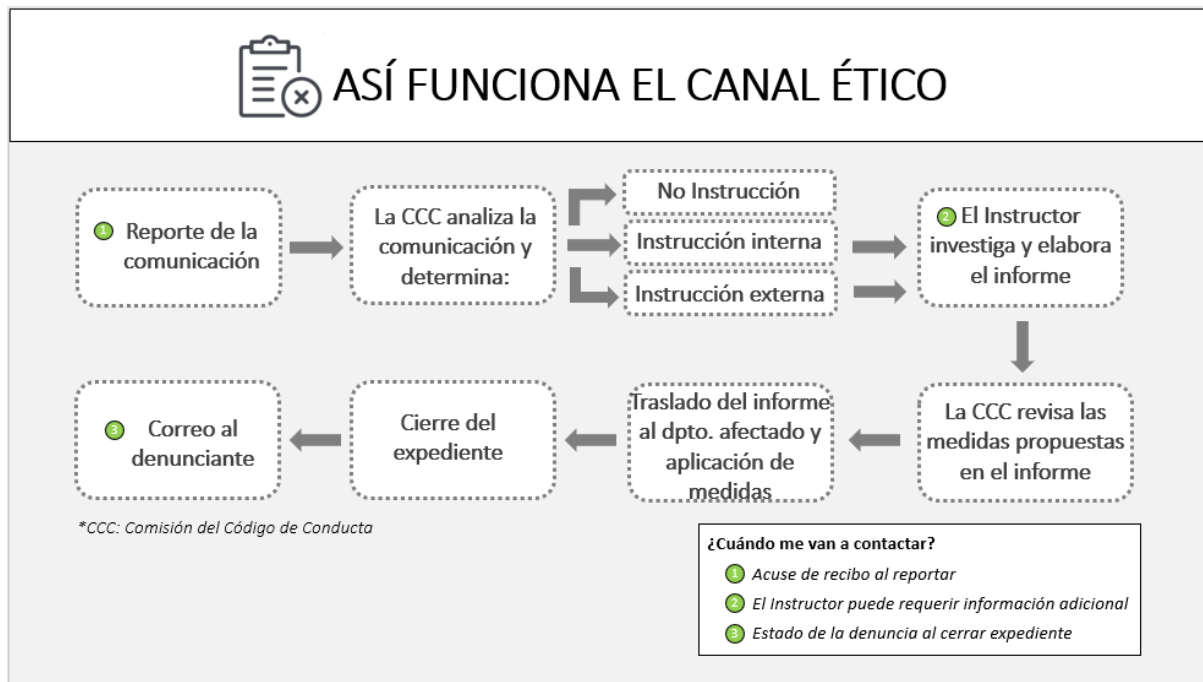 ASÍ FUNCIONA EL CANAL ÉTICO
1 Reporte de la
comunicación
La CCC analiza la
comunicación y
determina:
No Instrucción
Instrucción interna
Instrucción externa
2 El Instructor
investiga y elabora
el informe
La CCC revisa las
medidas propuestas
en el informe
Traslado del informe
al dpto. afectado y
aplicación de
medidas
Cierre del
expediente
3 Correo al
denunciante
*CCC: Comisión del Código de Conducta
¿Cuándo me van a contactar?
1 Acuse de recibo al reportar
2 El Instructor puede requerir información adicional
3 Estado de la denuncia al cerrar expediente